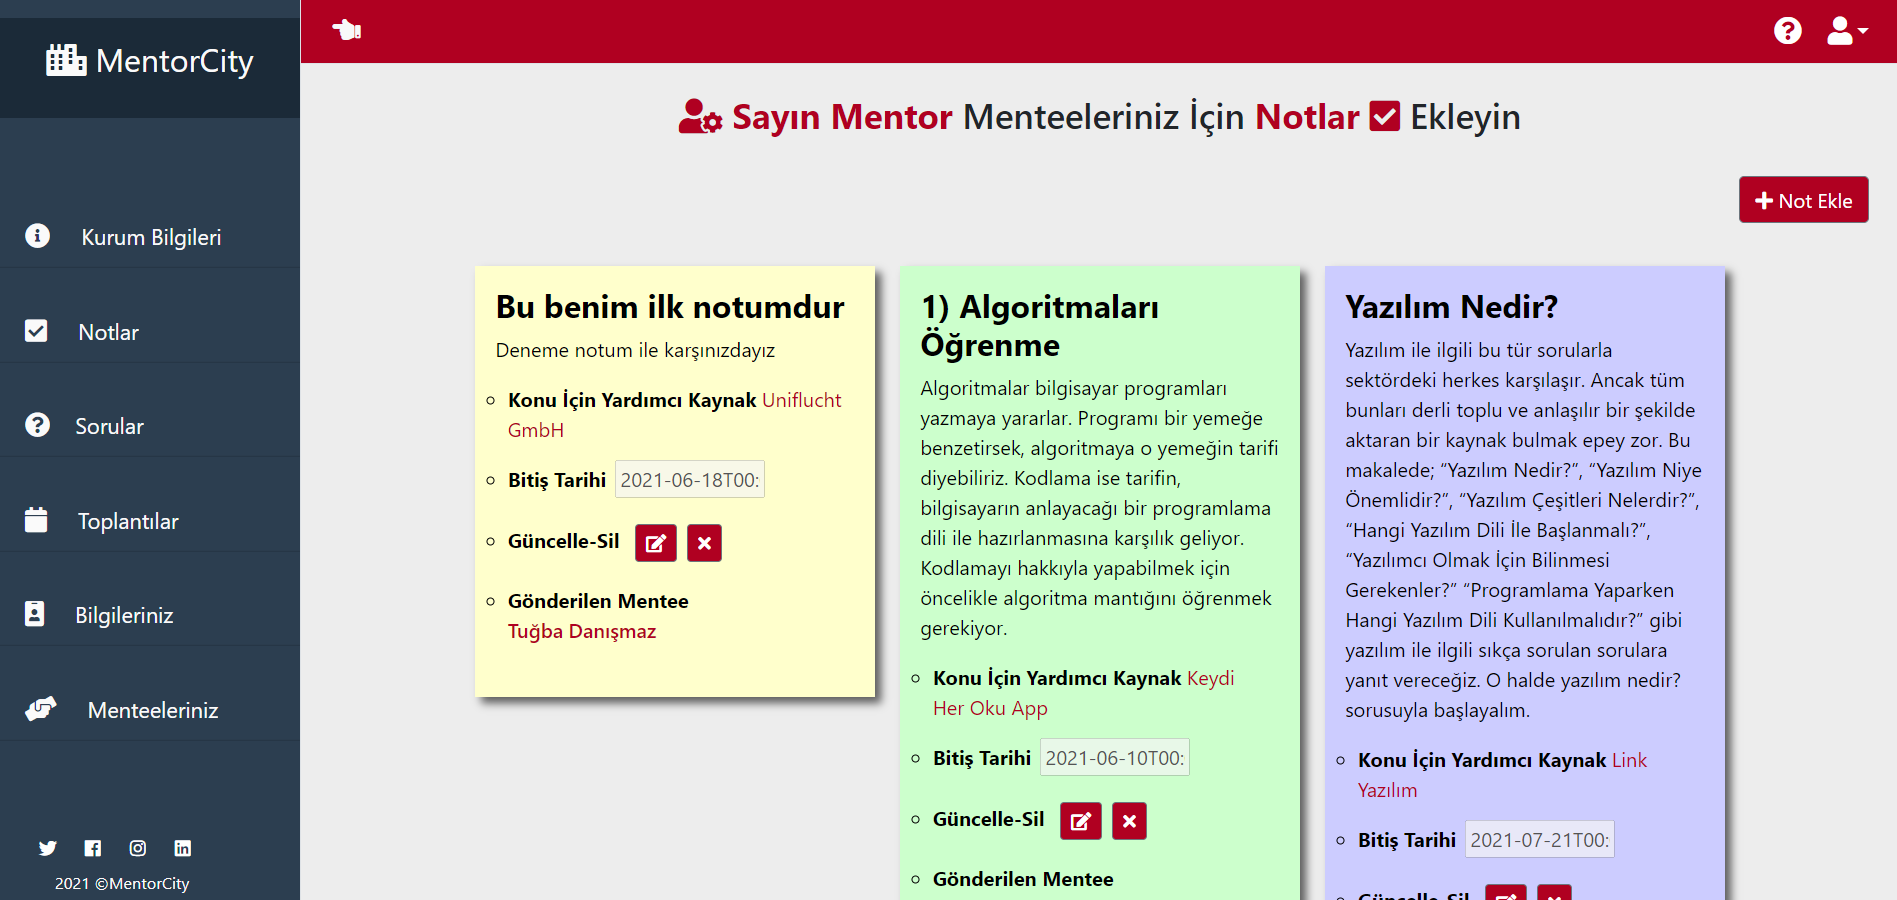 MentorCity
Kurum Bilgileri
Notlar
Sorular
Toplantılar
Bilgileriniz
Menteeleriniz
2021 ©MentorCity
Sayın Mentor Menteeleriniz İçin Notlar Ekleyin
Not Ekle
Bu benim ilk notumdur
Deneme notum ile karşınızdayız
Konu İçin Yardımcı Kaynak Uniflucht
GmbH
Bitiş Tarihi 2021-06-18T00:
Güncelle-Sil
Gönderilen Mentee
Tuğba Danışmaz
1) Algoritmaları
Öğrenme
Algoritmalar bilgisayar programları
yazmaya yararlar. Programı bir yemeğe
benzetirsek, algoritmaya o yemeğin tarifi
diyebiliriz. Kodlama ise tarifin,
bilgisayarın anlayacağı bir programlama
dili ile hazırlanmasına karşılık geliyor.
Kodlamayı hakkıyla yapabilmek için
öncelikle algoritma mantığını öğrenmek
gerekiyor.
Konu İçin Yardımcı Kaynak Keydi
Her Oku App
Bitiş Tarihi 2021-06-10T00:
Güncelle-Sil
Gönderilen Mentee
Yazılım Nedir?
Yazılım ile ilgili bu tür sorularla
sektördeki herkes karşılaşır. Ancak tüm
bunları derli toplu ve anlaşılır bir şekilde
aktaran bir kaynak bulmak epey zor. Bu
makalede; “Yazılım Nedir?”, “Yazılım Niye
Önemlidir?”, “Yazılım Çeşitleri Nelerdir?”,
“Hangi Yazılım Dili İle Başlanmalı?”,
“Yazılımcı Olmak İçin Bilinmesi
Gerekenler?” “Programlama Yaparken
Hangi Yazılım Dili Kullanılmalıdır?” gibi
yazılım ile ilgili sıkça sorulan sorulara
yanıt vereceğiz. O halde yazılım nedir?
sorusuyla başlayalım.
Konu İçin Yardımcı Kaynak Link
Yazılım
Bitiş Tarihi 2021-07-21T00:
Güncelle-Sil